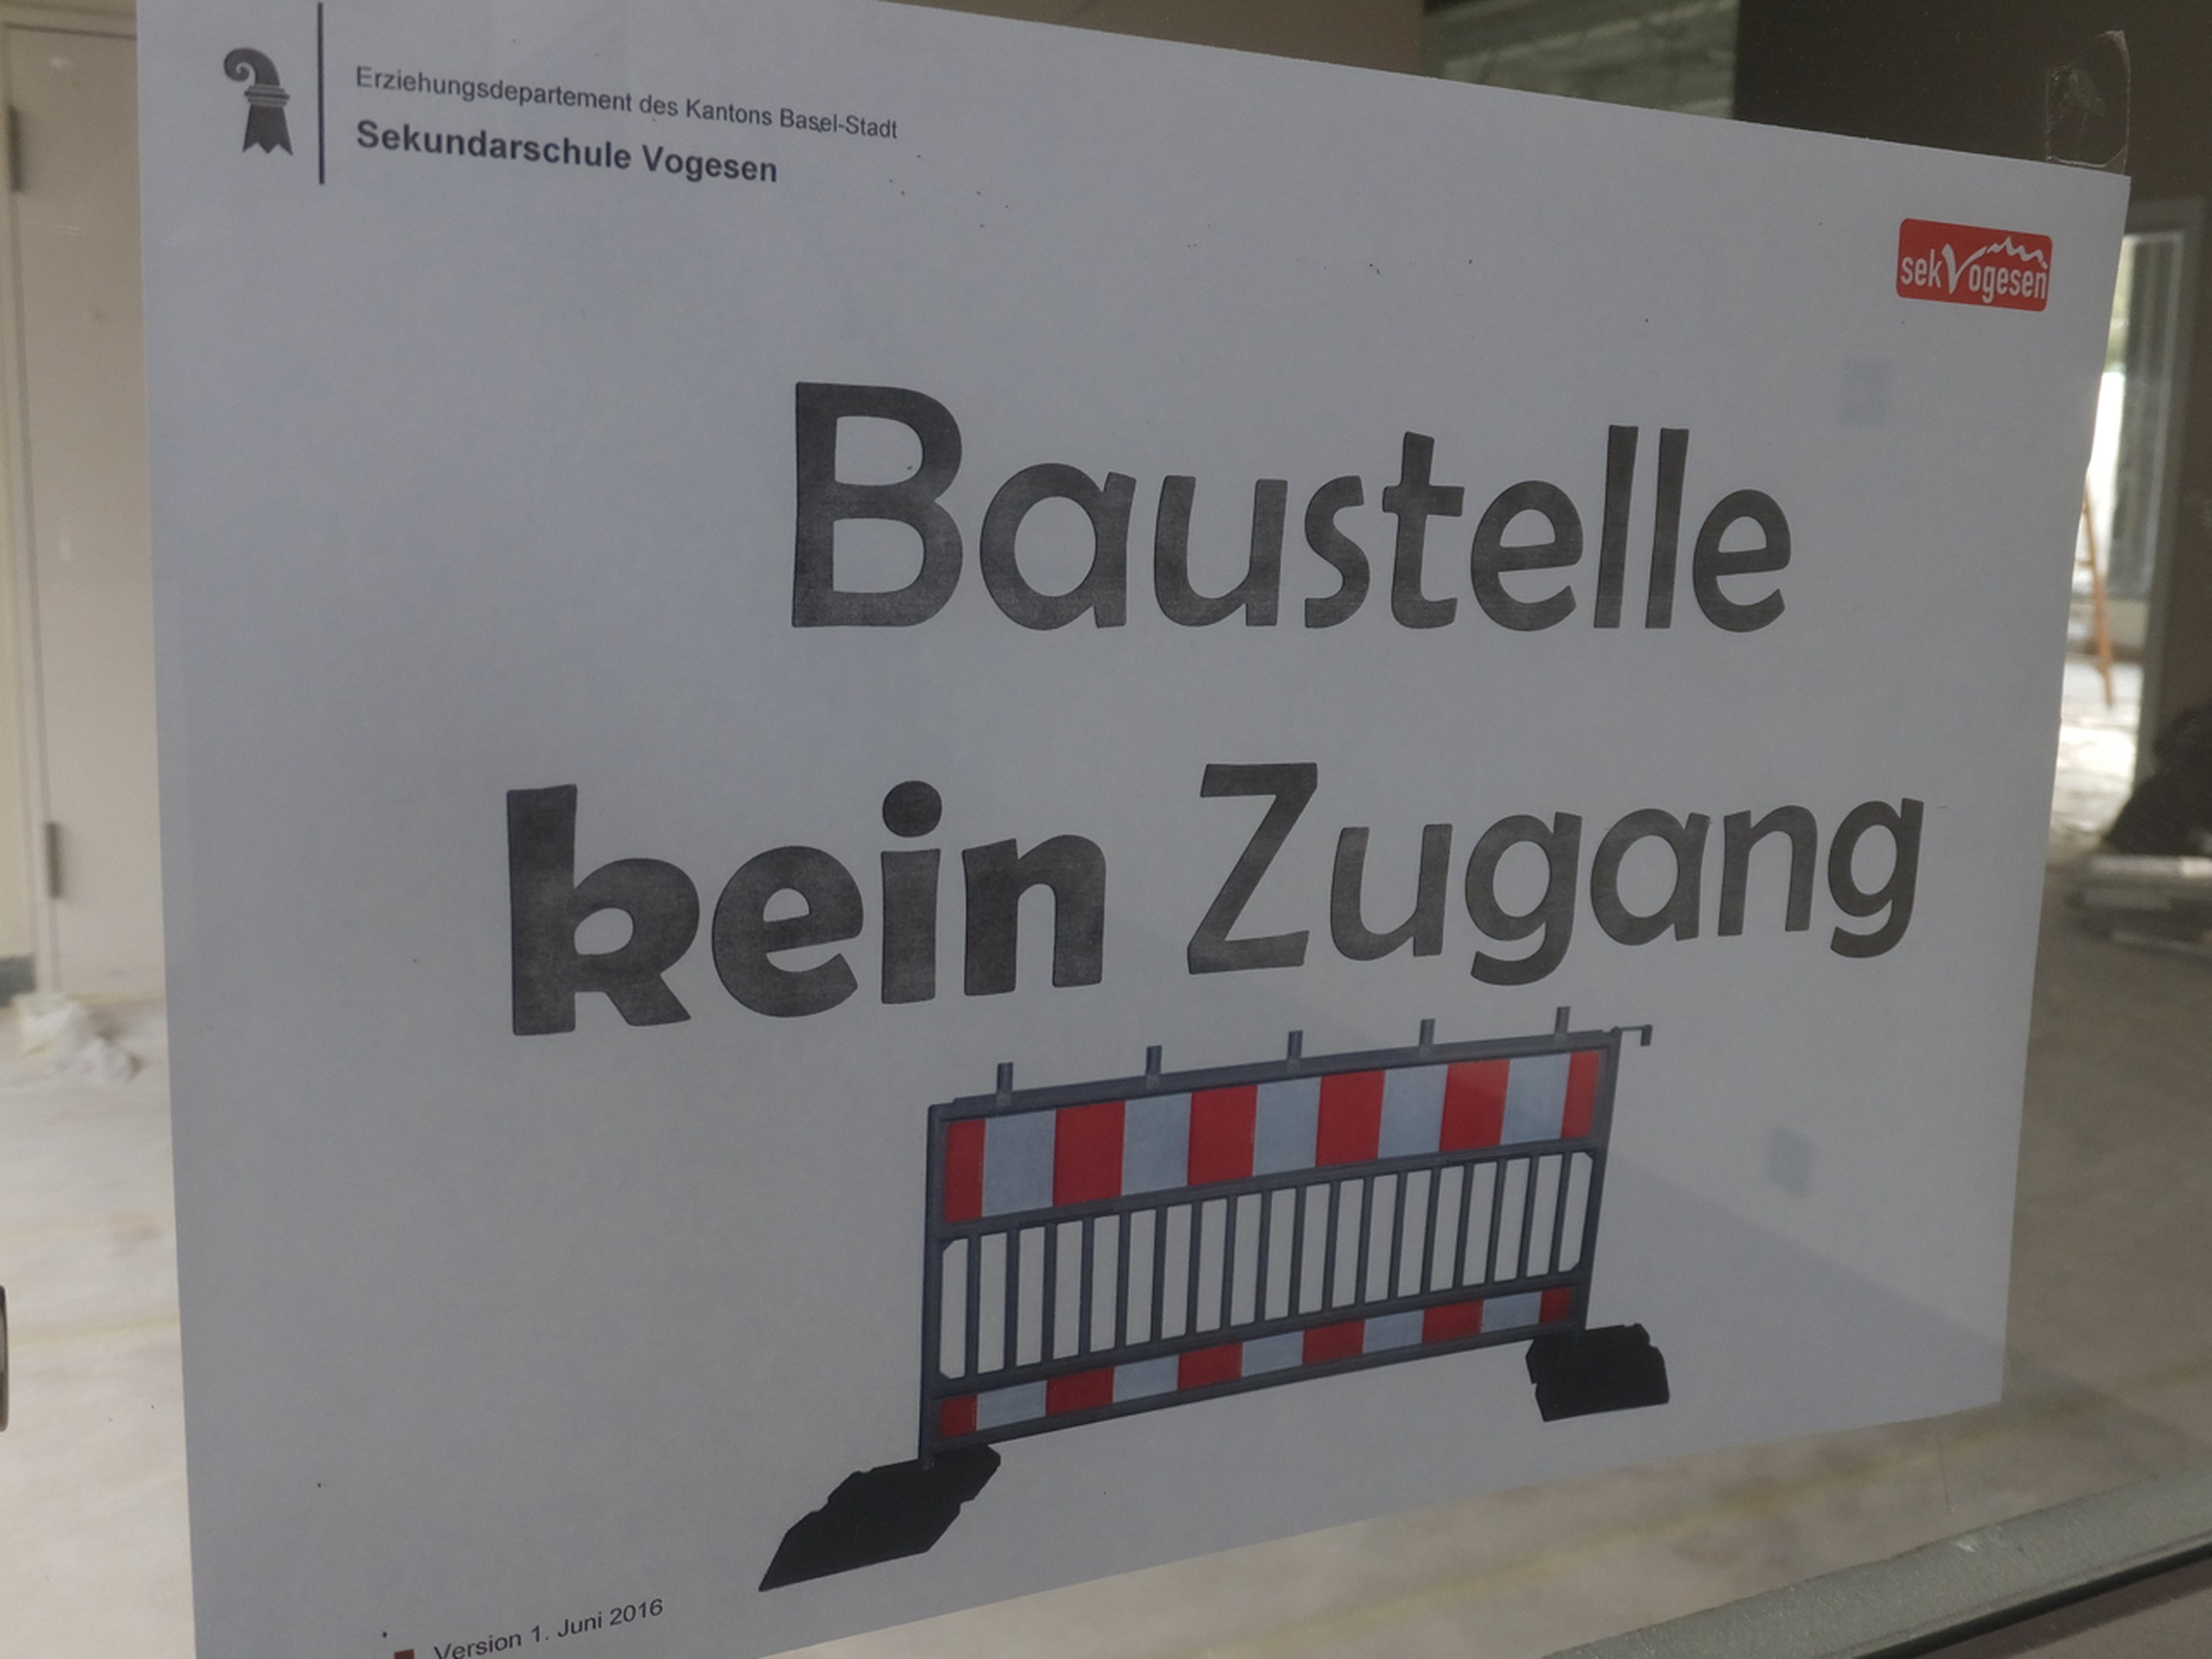 Erziehungsdepartement des Kantons Basel-Stadt
Sekundarschule Vogesen
sekVogesen
Baustelle
kein Zugang
Version 1. Juni 2016